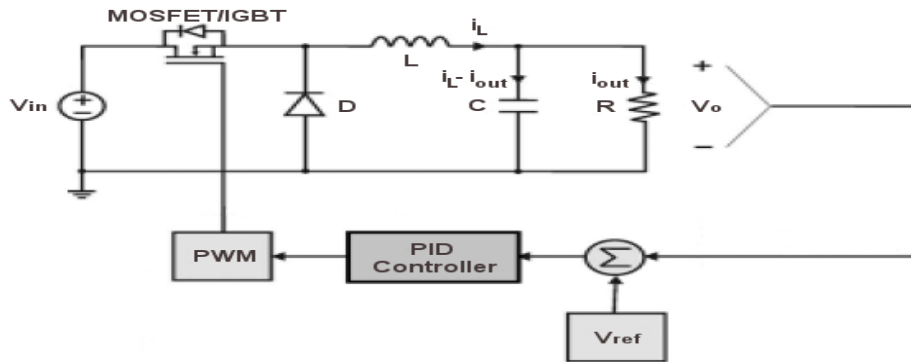 MOSFET/IGBT
iL
L
Vin
+
−
D
iL- iout
C
iout
R
+
Vo
−
PWM
PID
Controller
Σ
Vref